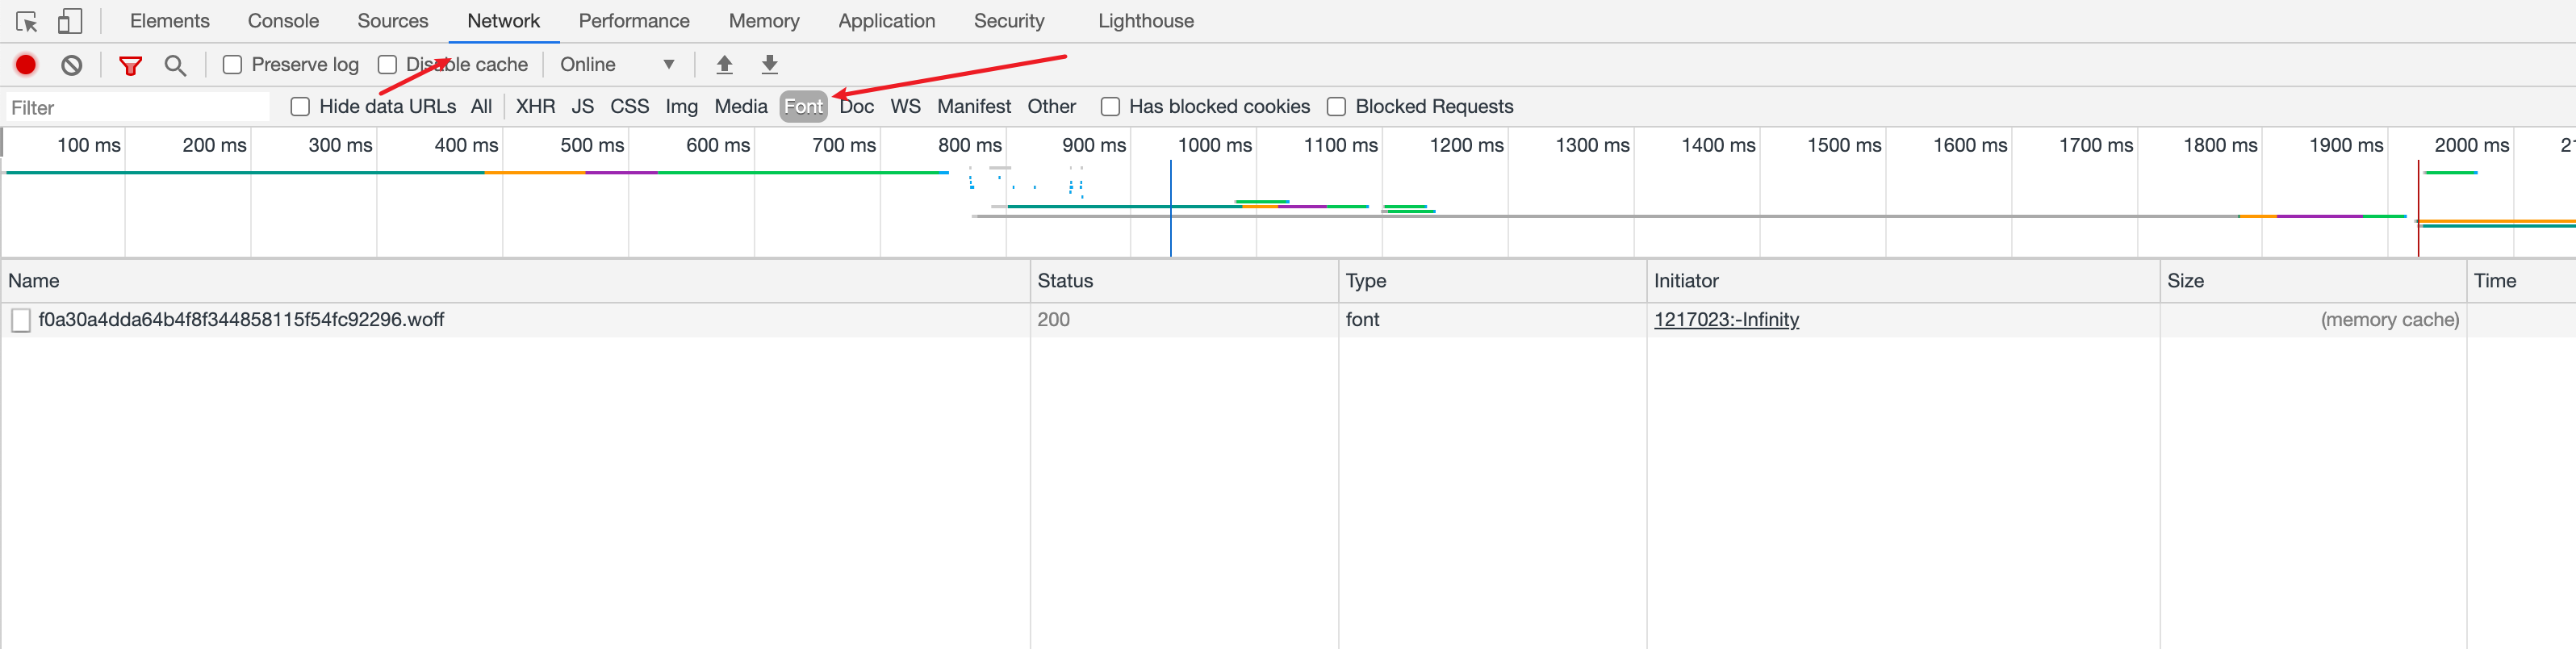 Elements Console Sources Network Performance Memory Application Security Lighthouse
Preserve log Disable cache Online
Filter Hide data URLs All XHR JS CSS Img Media Font Doc WS Manifest Other Has blocked cookies Blocked Requests
100 ms 200 ms 300 ms 400 ms 500 ms 600 ms 700 ms 800 ms 900 ms 1000 ms 1100 ms 1200 ms 1300 ms 1400 ms 1500 ms 1600 ms 1700 ms 1800 ms 1900 ms 2000 ms
Name Status Type Initiator Size Time
f0a30a4dda64b4f8f344858115f54fc92296.woff 200 font 1217023:-Infinity (memory cache)